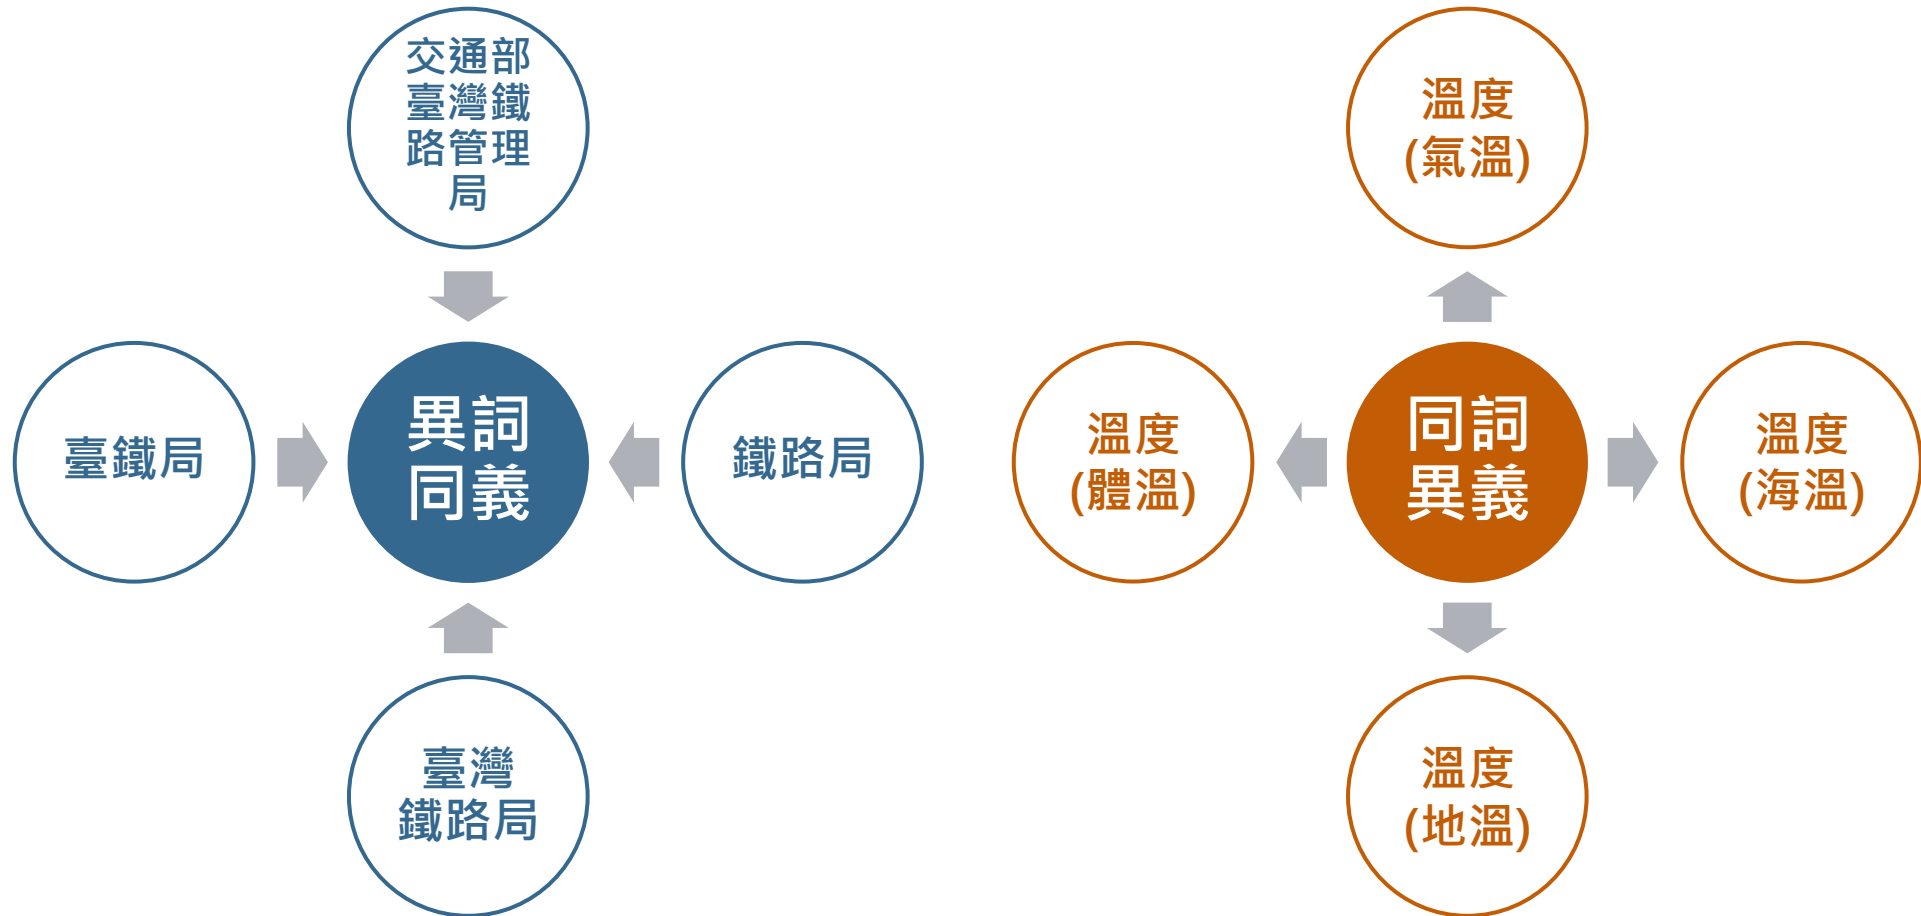 交通部
臺灣鐵
路管理
局
臺鐵局
異詞
同義
鐵路局
臺灣
鐵路局
溫度
(氣溫)
溫度
(體溫)
同詞
異義
溫度
(海溫)
溫度
(地溫)